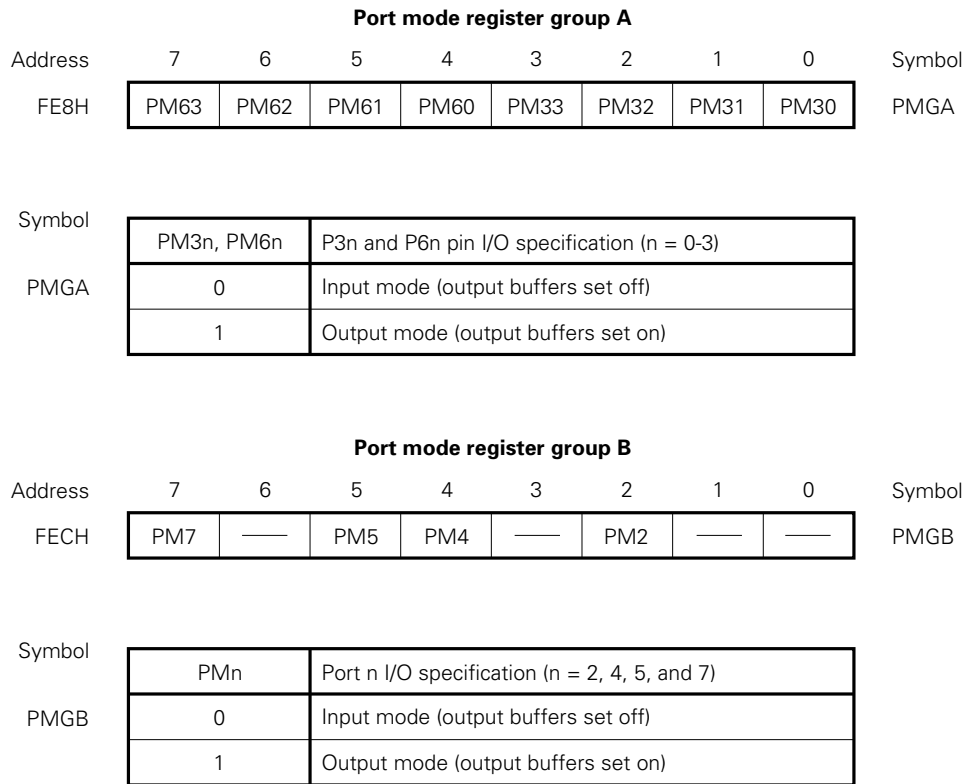 Port mode register group A
Address 7 6 5 4 3 2 1 0 Symbol
FE8H PM63 PM62 PM61 PM60 PM33 PM32 PM31 PM30 PMGA
Symbol
PM3n, PM6n P3n and P6n pin I/O specification (n = 0-3)
PMGA 0 Input mode (output buffers set off)
1 Output mode (output buffers set on)
Port mode register group B
Address 7 6 5 4 3 2 1 0 Symbol
FECH PM7 — PM5 PM4 — PM2 — — PMGB
Symbol
PMn Port n I/O specification (n = 2, 4, 5, and 7)
PMGB 0 Input mode (output buffers set off)
1 Output mode (output buffers set on)